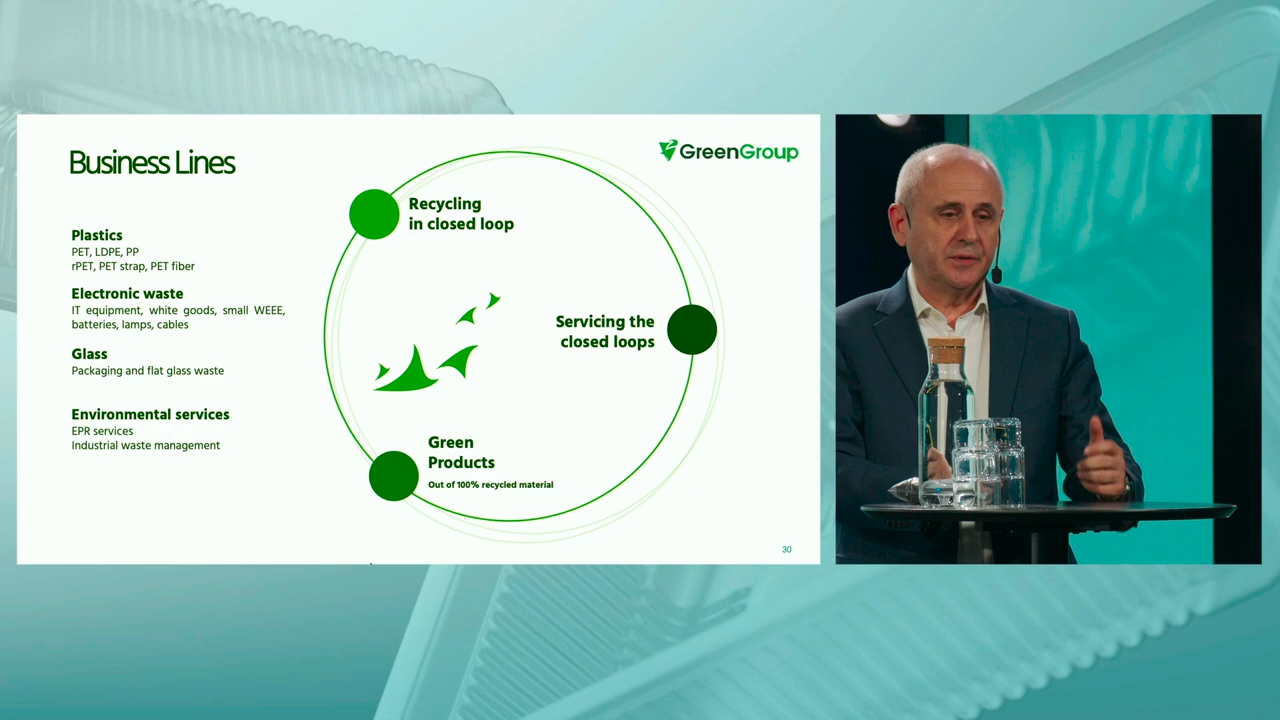 Business Lines
GreenGroup
Plastics
PET, LDPE, PP
rPET, PET strap, PET fiber
Electronic waste
IT equipment, white goods, small WEEE,
batteries, lamps, cables
Glass
Packaging and flat glass waste
Environmental services
EPR services
Industrial waste management
Recycling
in closed loop
Servicing the
closed loops
Green
Products
Out of 100% recycled material
30